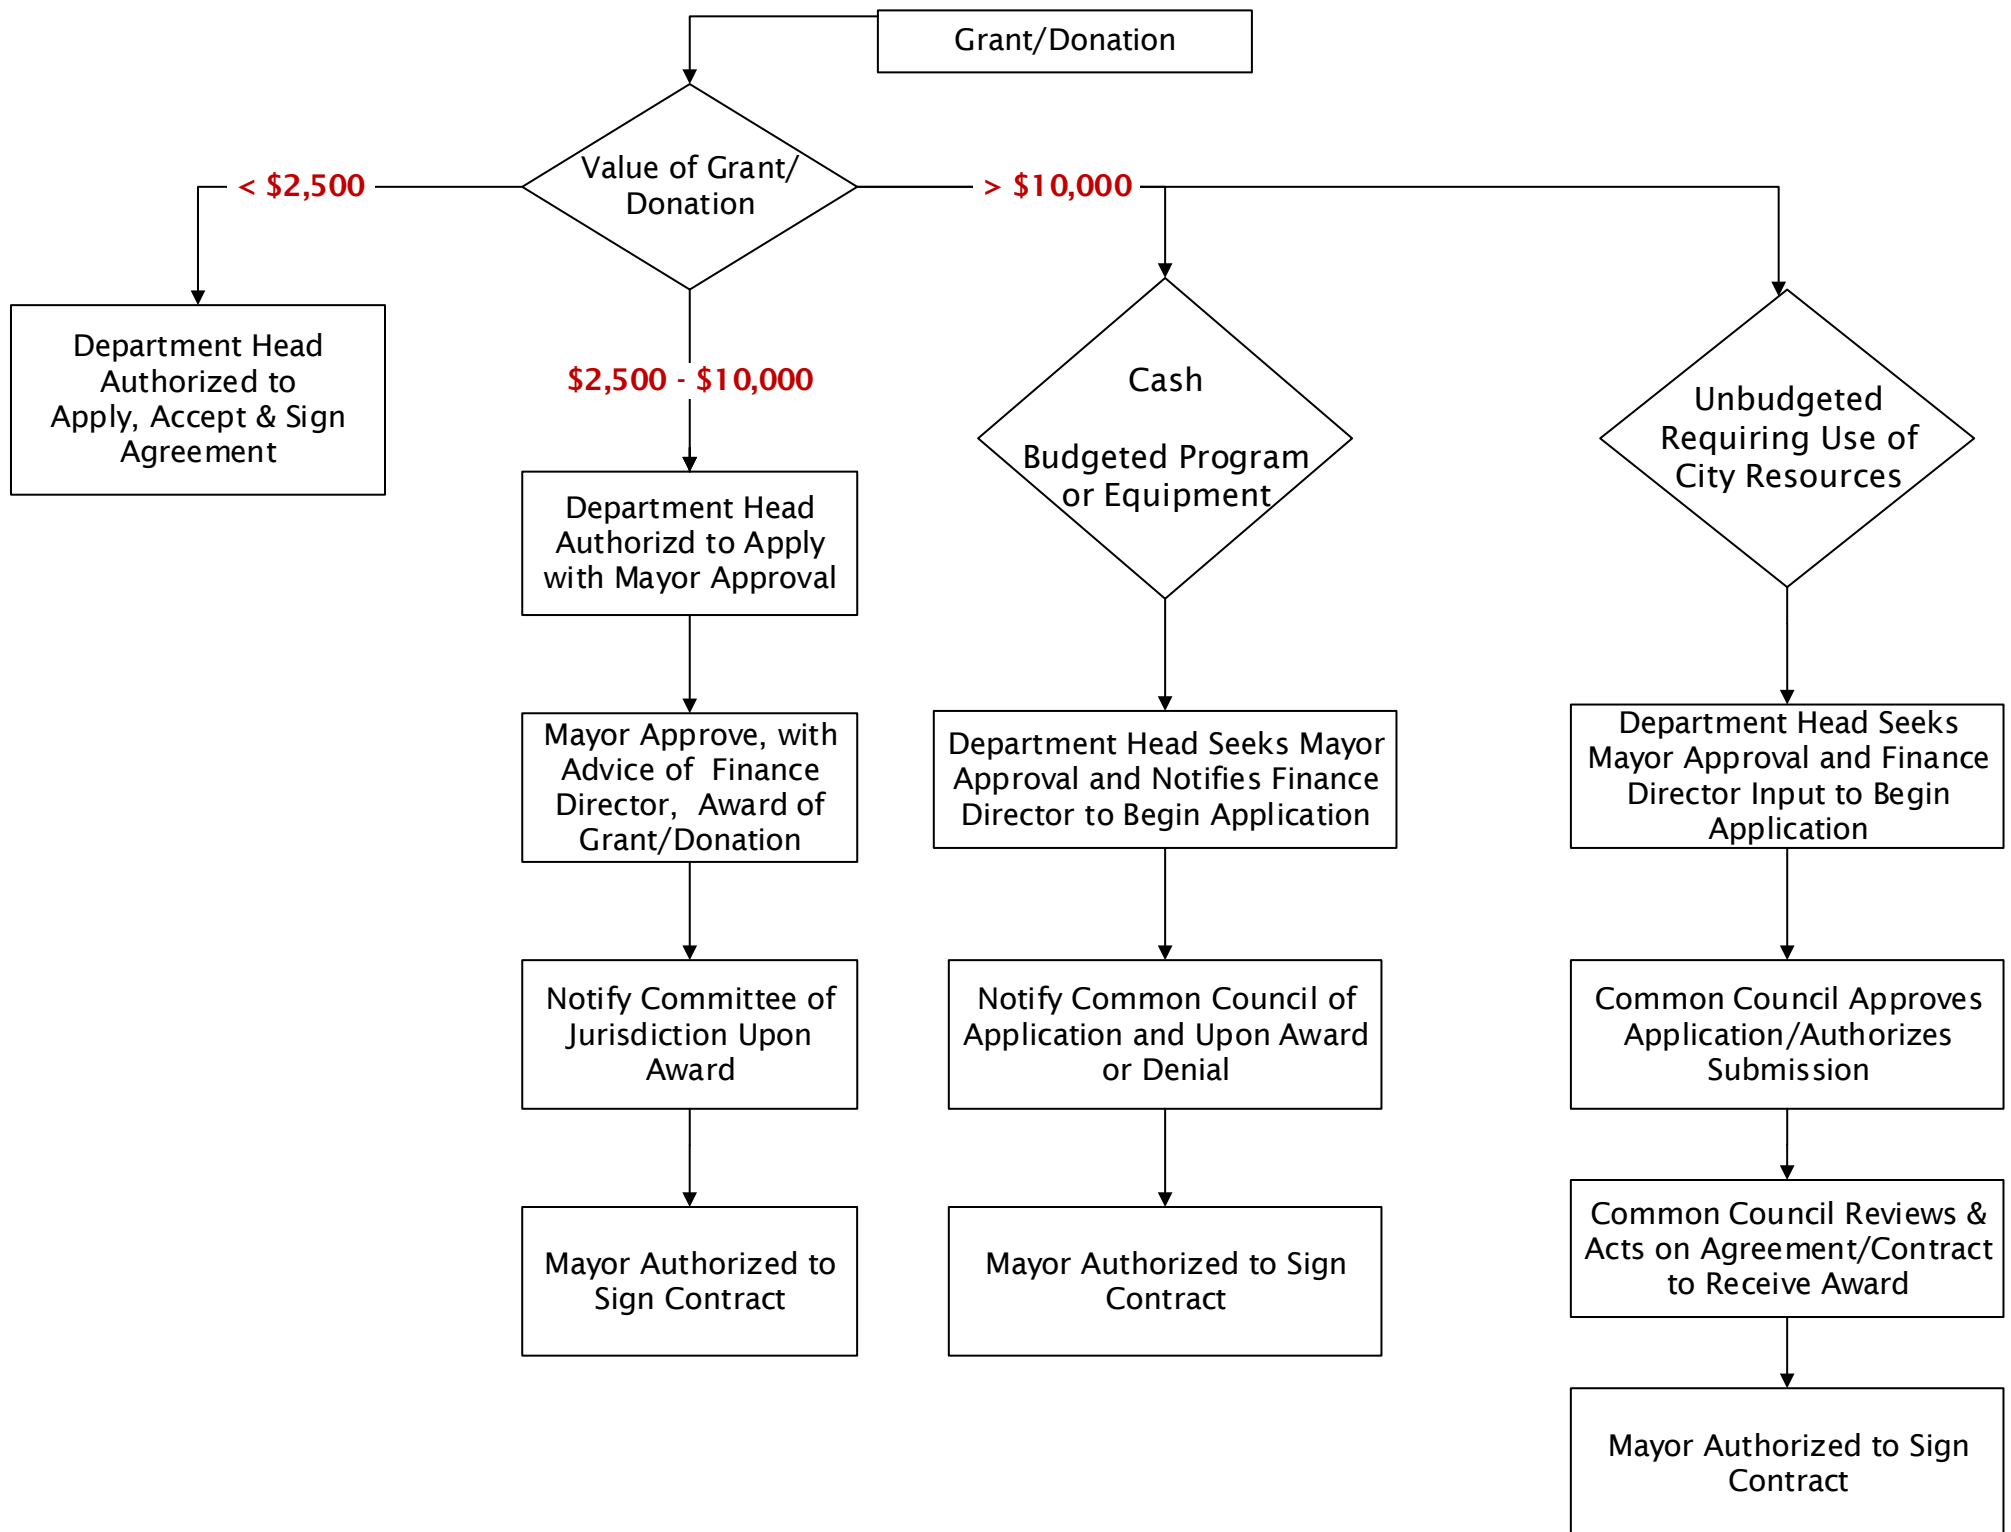 Grant/Donation
Value of Grant/
Donation
< $2,500
> $10,000
Department Head
Authorized to
Apply, Accept & Sign
Agreement
$2,500 - $10,000
Cash
Budgeted Program
or Equipment
Unbudgeted
Requiring Use of
City Resources
Department Head
Authorizd to Apply
with Mayor Approval
Mayor Approve, with
Advice of Finance
Director, Award of
Grant/Donation
Department Head Seeks Mayor
Approval and Notifies Finance
Director to Begin Application
Department Head Seeks
Mayor Approval and Finance
Director Input to Begin
Application
Notify Committee of
Jurisdiction Upon
Award
Notify Common Council of
Application and Upon Award
or Denial
Common Council Approves
Application/Authorizes
Submission
Mayor Authorized to
Sign Contract
Mayor Authorized to Sign
Contract
Common Council Reviews &
Acts on Agreement/Contract
to Receive Award
Mayor Authorized to Sign
Contract